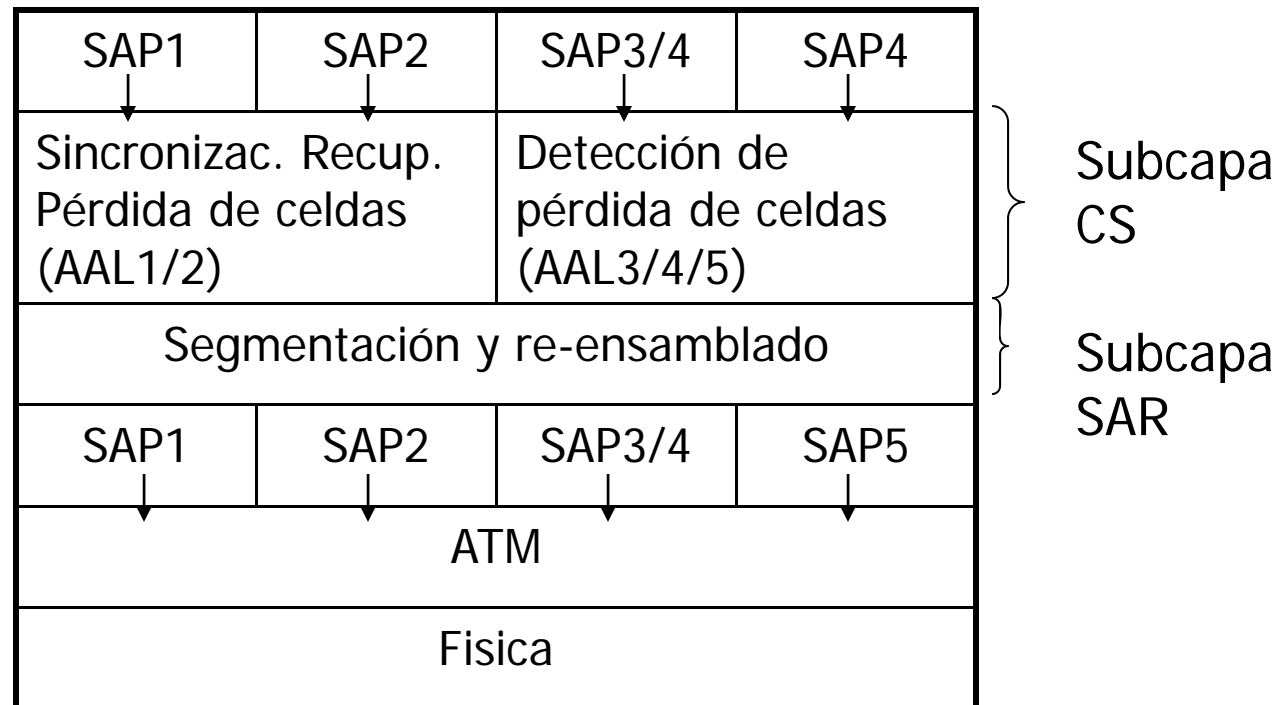 SAP1
SAP2
SAP3/4
SAP4
Sincronizac. Recup.
Pérdida de celdas
(AAL1/2)
Detección de
pérdida de celdas
(AAL3/4/5)
Subcapa
CS
Segmentación y re-ensamblado
Subcapa
SAR
SAP1
SAP2
SAP3/4
SAP5
ATM
Fisica